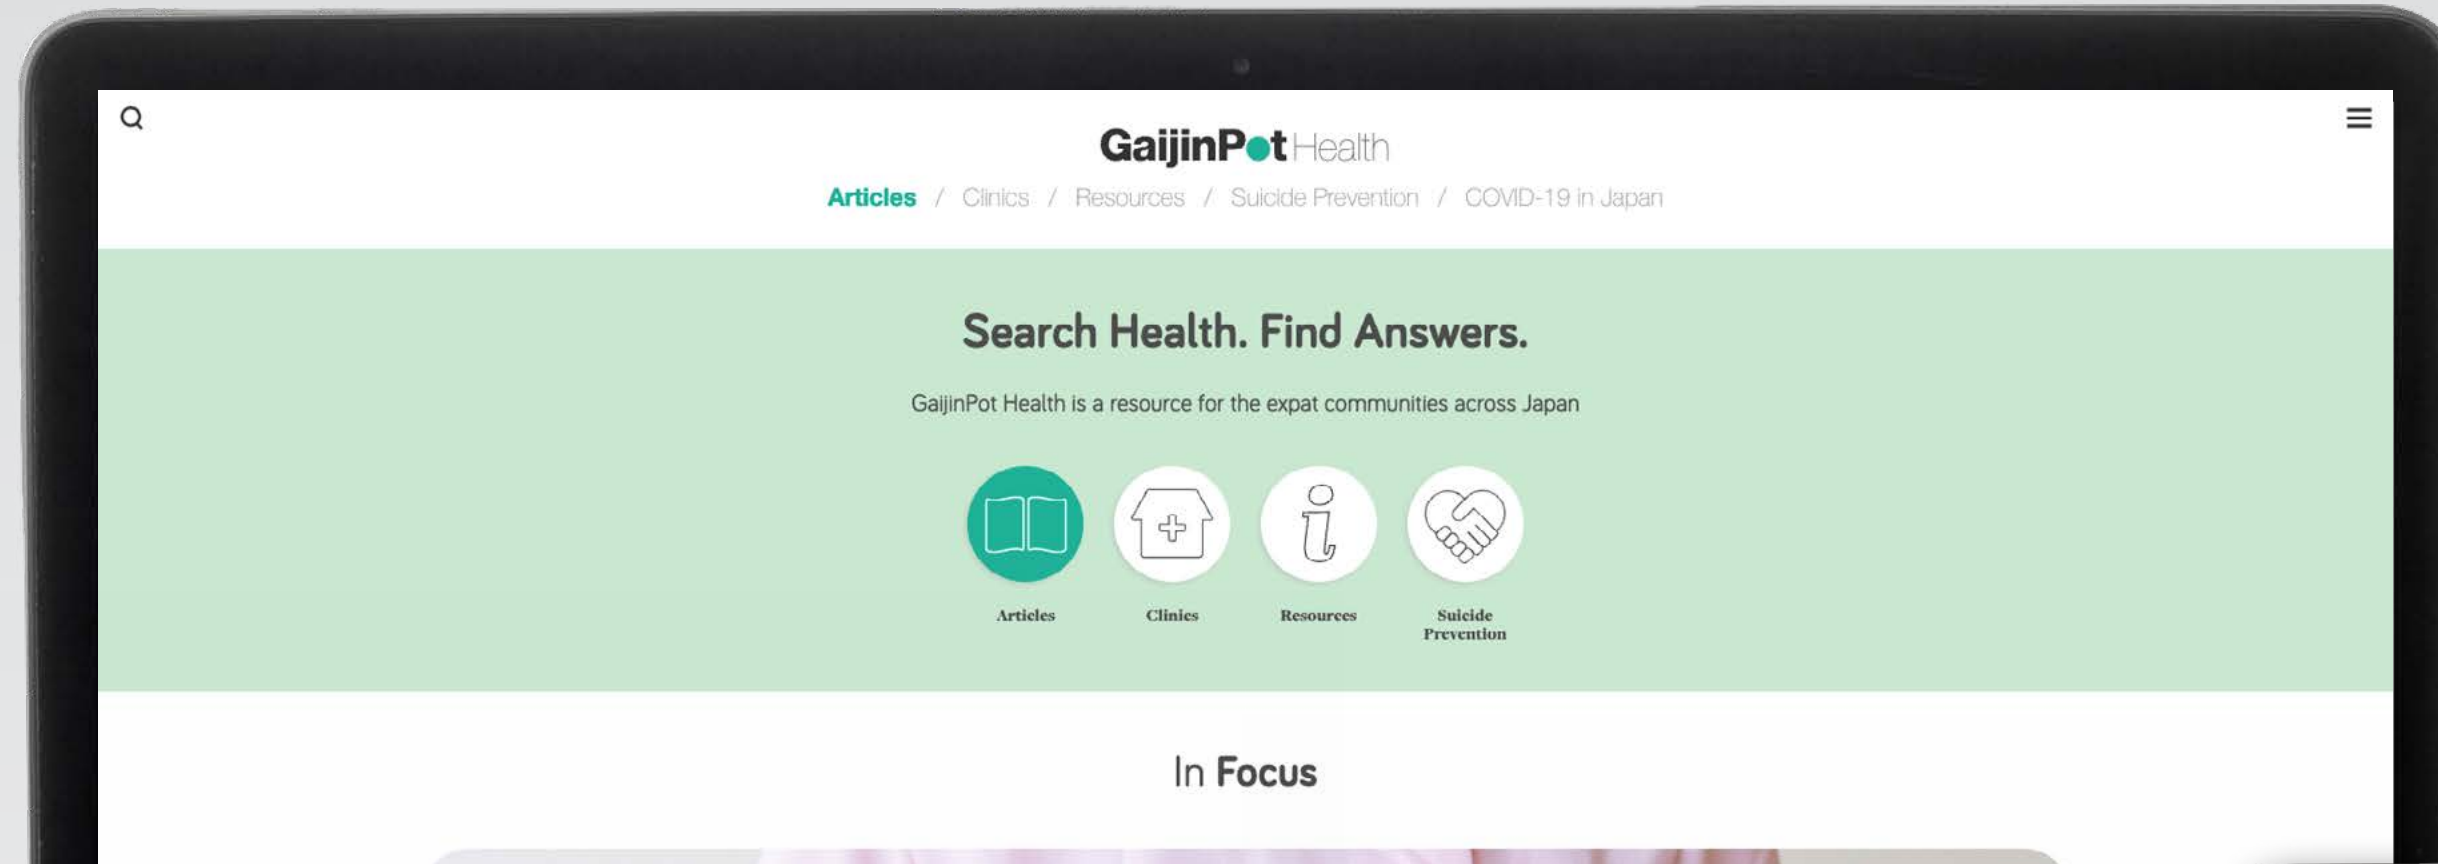 GaijinPot Health
Articles / Clinics / Resources / Suicide Prevention / COVID-19 in Japan
Search Health. Find Answers.
GaijinPot Health is a resource for the expat communities across Japan
Articles
Clinics
Resources
Suicide
Prevention
In Focus